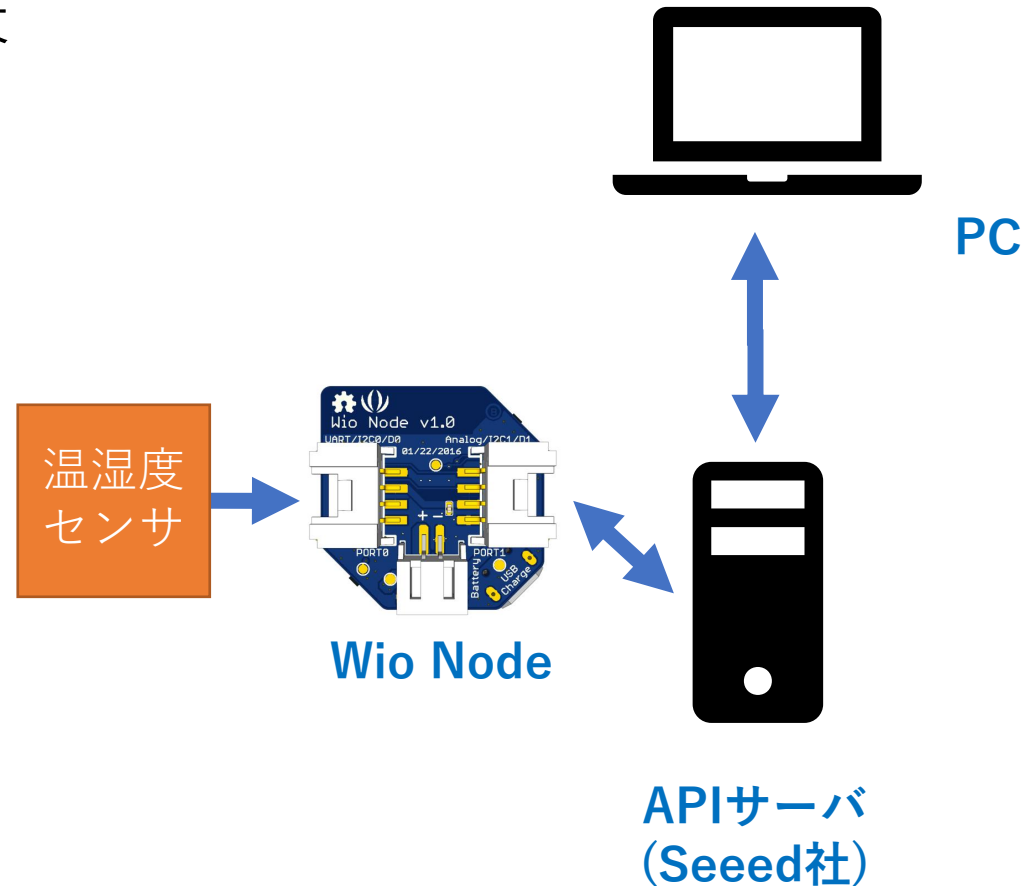 PC
温湿度
センサ
Wio Node v1.0
UART/I2C0/D0
Analog/I2C1/D1
01/22/2016
+ -
PORT0
PORT1
Battery
USB
Charge
Wio Node
APIサーバ
(Seeed社)